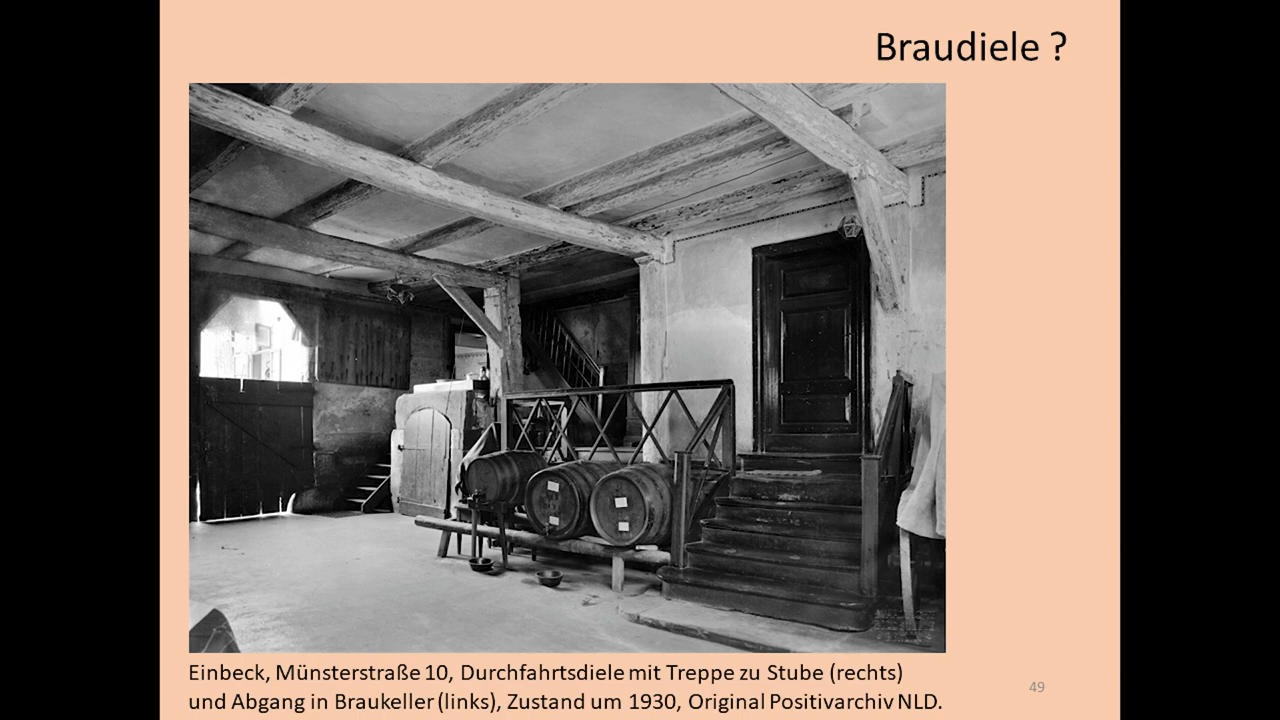 Braudiele ?
Einbeck, Münsterstraße 10, Durchfahrtsdiele mit Treppe zu Stube (rechts)
und Abgang in Braukeller (links), Zustand um 1930, Original Positivarchiv NLD.
49